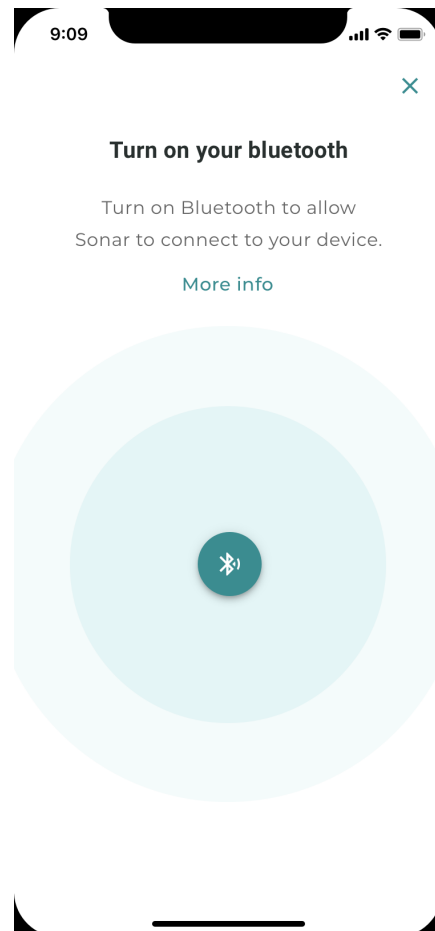 9:09
Turn on your bluetooth
Turn on Bluetooth to allow
Sonar to connect to your device.
More info